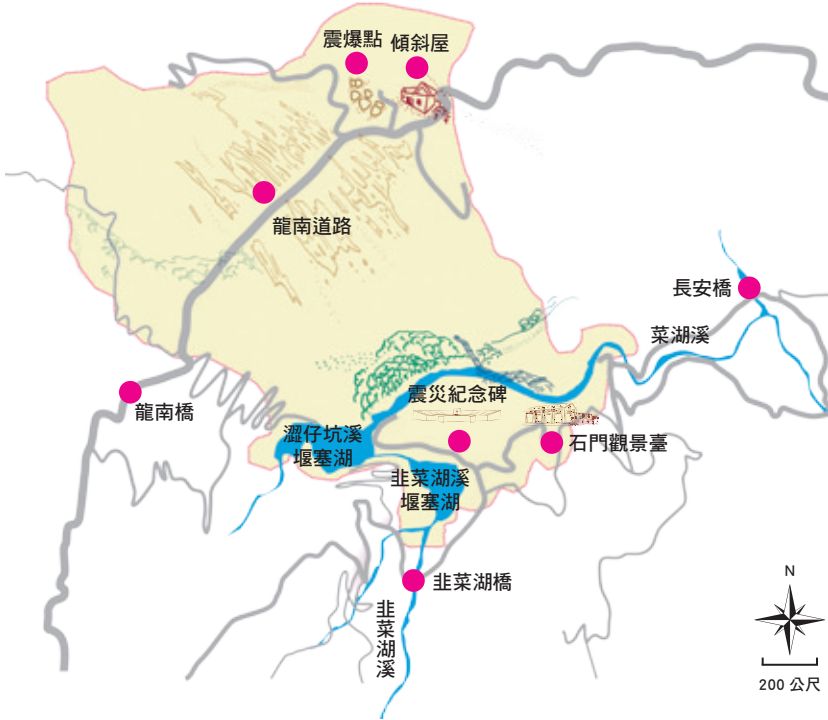 震爆點
傾斜屋
龍南道路
長安橋
菜湖溪
龍南橋
震災紀念碑
澀仔坑溪
堰塞湖
石門觀景臺
韭菜湖溪
堰塞湖
韭菜湖橋
韭菜湖溪
N
200 公尺